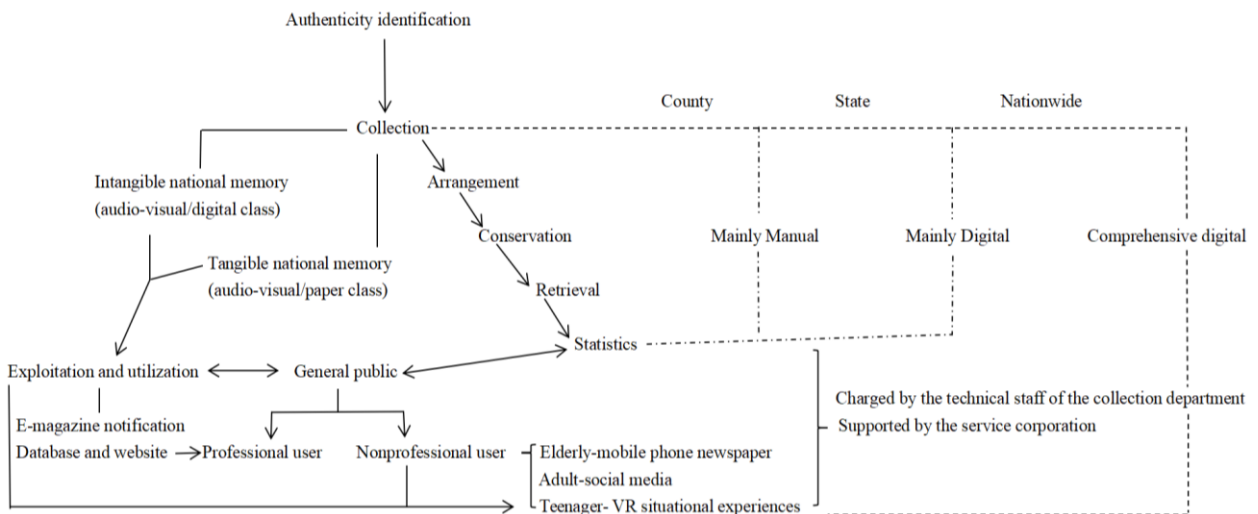 Authenticity identification
County
State
Nationwide
Collection
Intangible national memory
(audio-visual/digital class)
Arrangement
Conservation
Mainly Manual
Mainly Digital
Comprehensive digital
Tangible national memory
(audio-visual/paper class)
Retrieval
Statistics
Exploitation and utilization
General public
Charged by the technical staff of the collection department
Supported by the service corporation
E-magazine notification
Database and website
Professional user
Nonprofessional user
Elderly-mobile phone newspaper
Adult-social media
Teenager- VR situational experiences